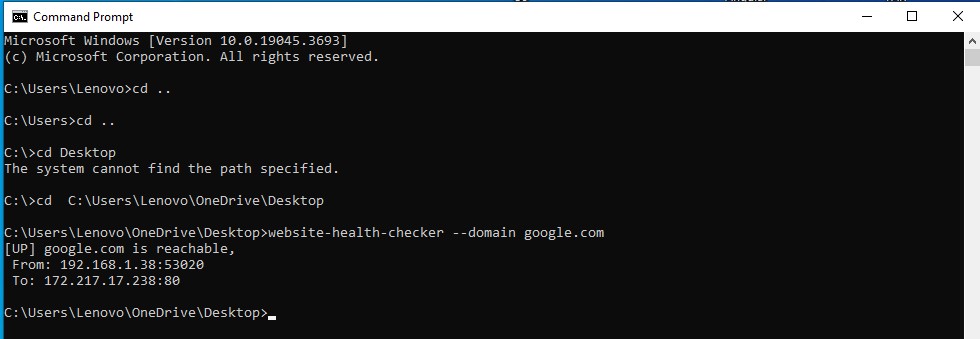 Command Prompt
Microsoft Windows [Version 10.0.19045.3693]
(c) Microsoft Corporation. All rights reserved.
C:\Users\Lenovo>cd ..
C:\Users>cd ..
C:\>cd Desktop
The system cannot find the path specified.
C:\>cd  C:\Users\Lenovo\OneDrive\Desktop
C:\Users\Lenovo\OneDrive\Desktop>website-health-checker --domain google.com
[UP] google.com is reachable,
 From: 192.168.1.38:53020
 To: 172.217.17.238:80
C:\Users\Lenovo\OneDrive\Desktop>